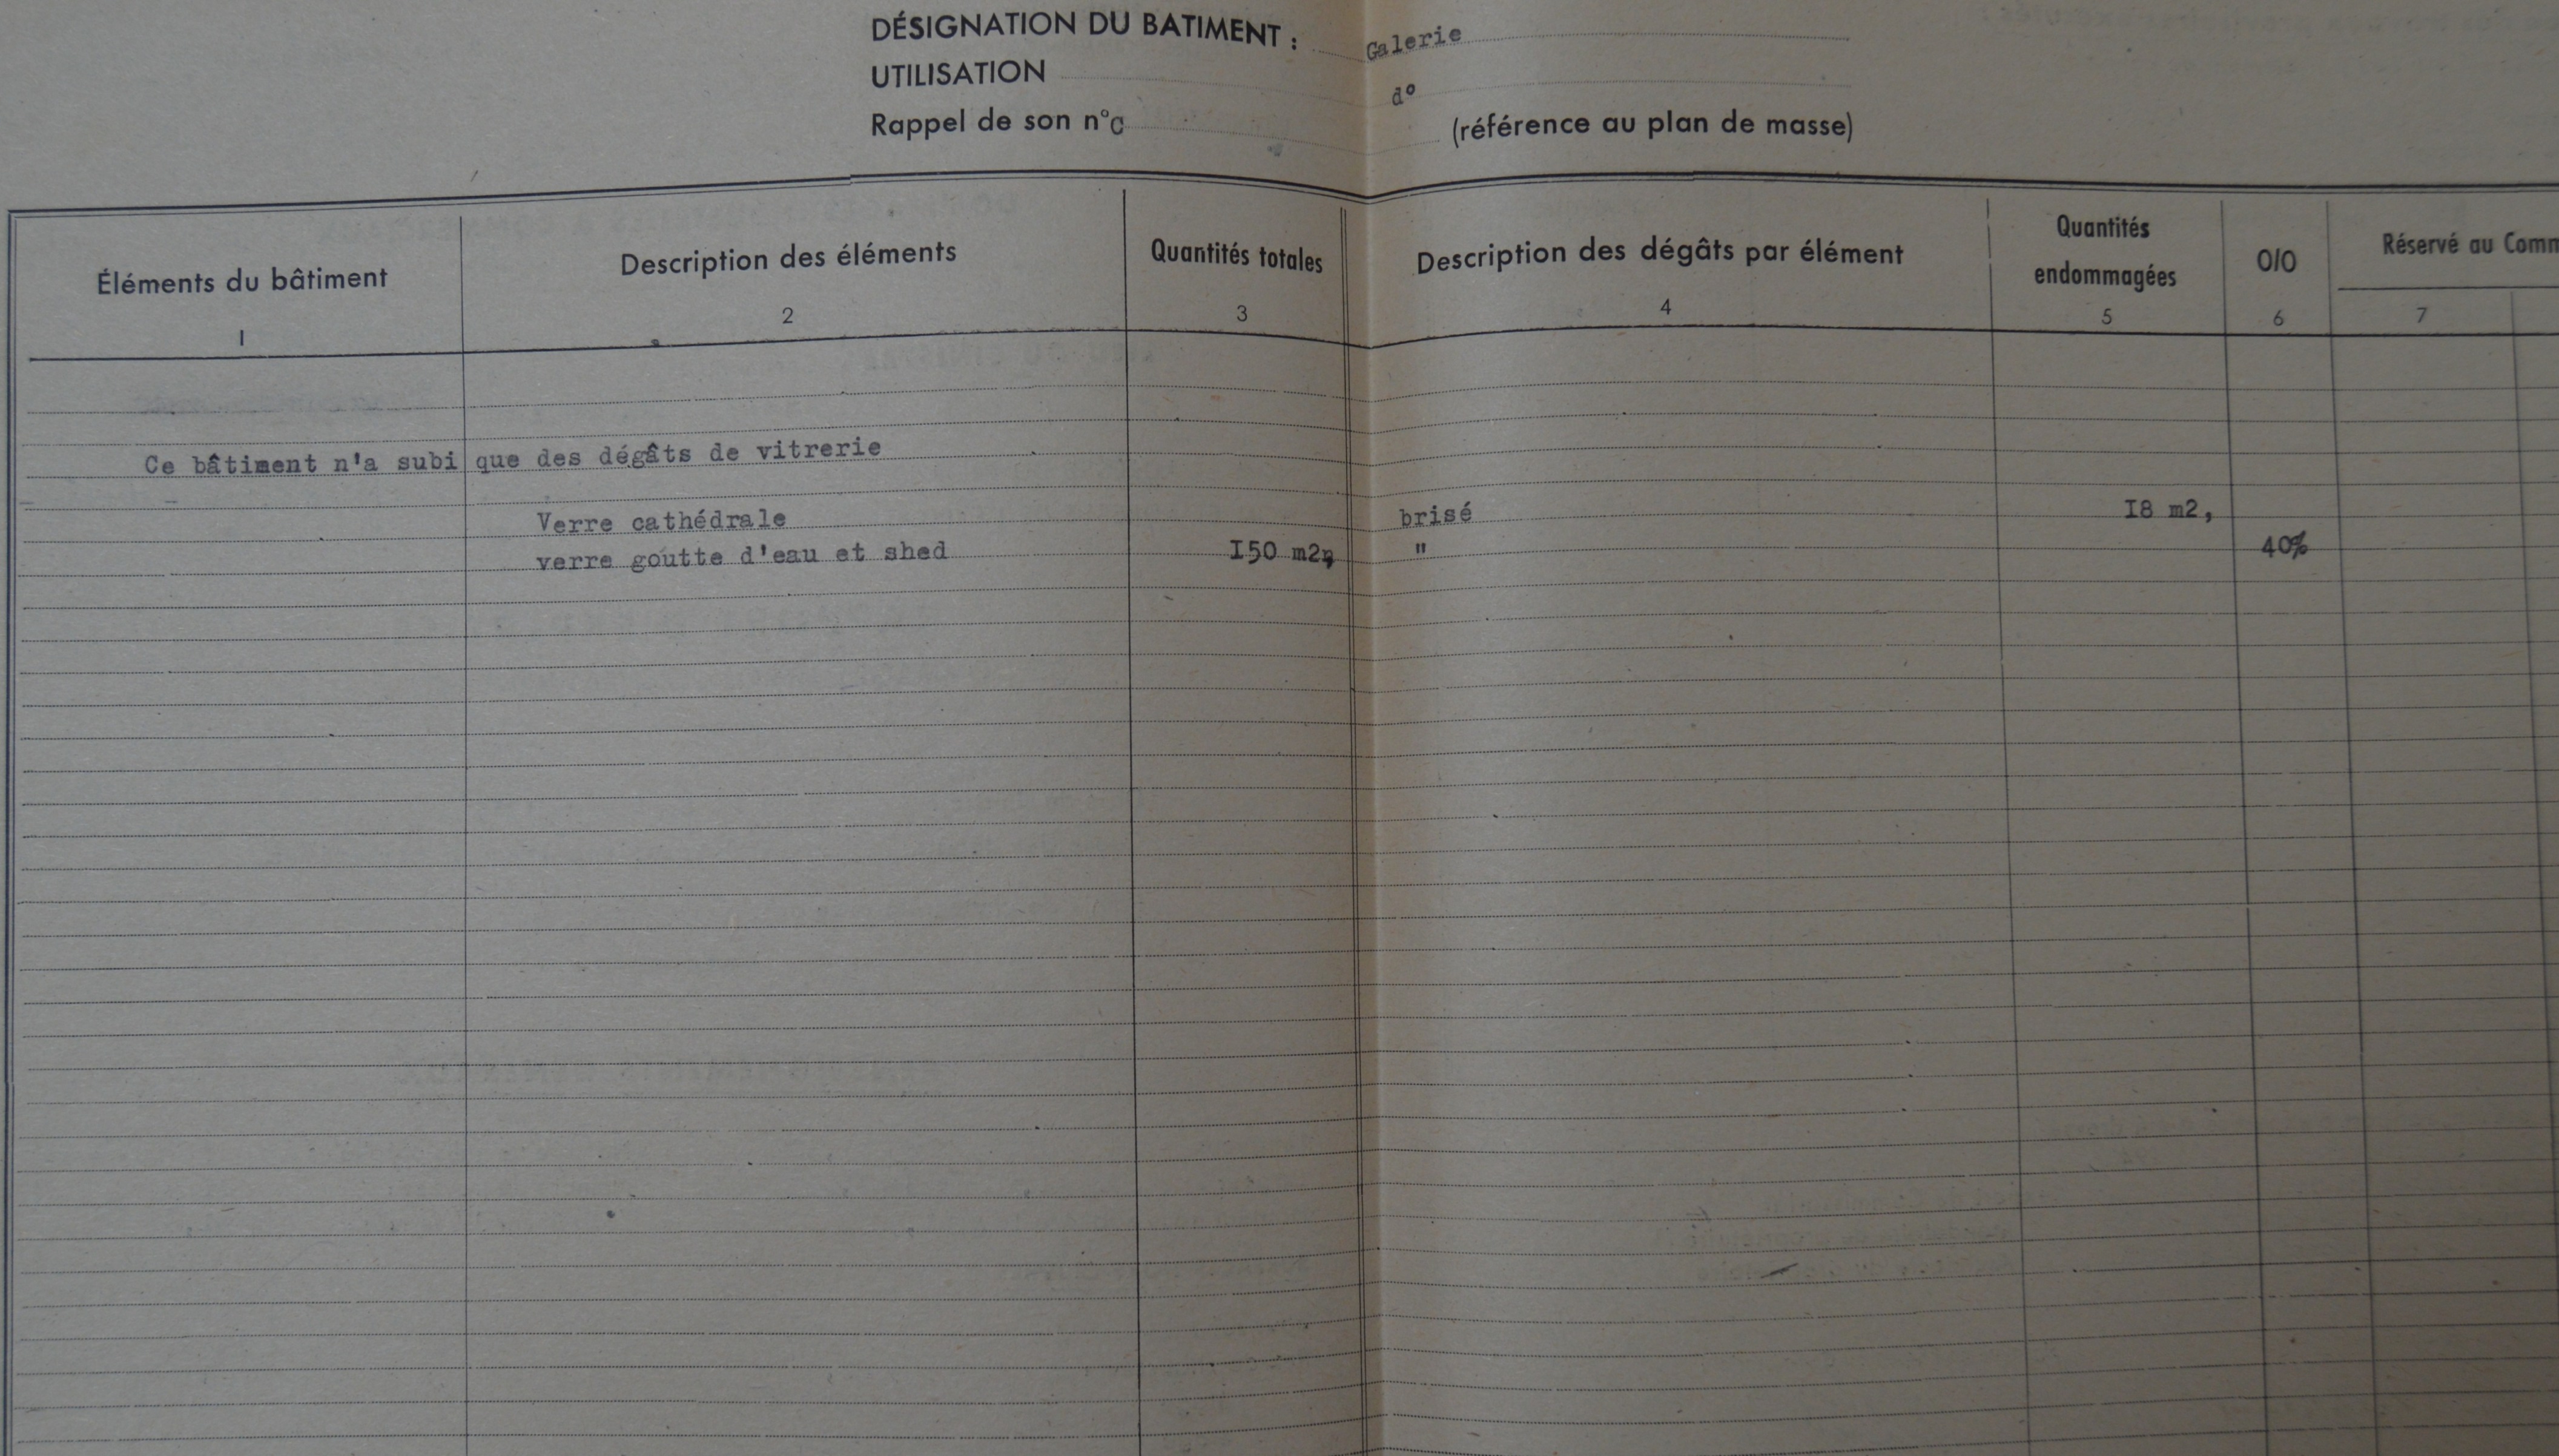 DÉSIGNATION DU BATIMENT : Galerie
UTILISATION d°
Rappel de son n°C (référence au plan de masse)
Éléments du bâtiment
1
Description des éléments
2
Quantités totales
3
Description des dégâts par élément
4
Quantités
endommagées
5
0/0
6
Réservé au Comm
7
Ce bâtiment n'a subi que des dégâts de vitrerie
Verre cathédrale brisé I8 m2,
verre goutte d'eau et shed I50 m2, " 40%